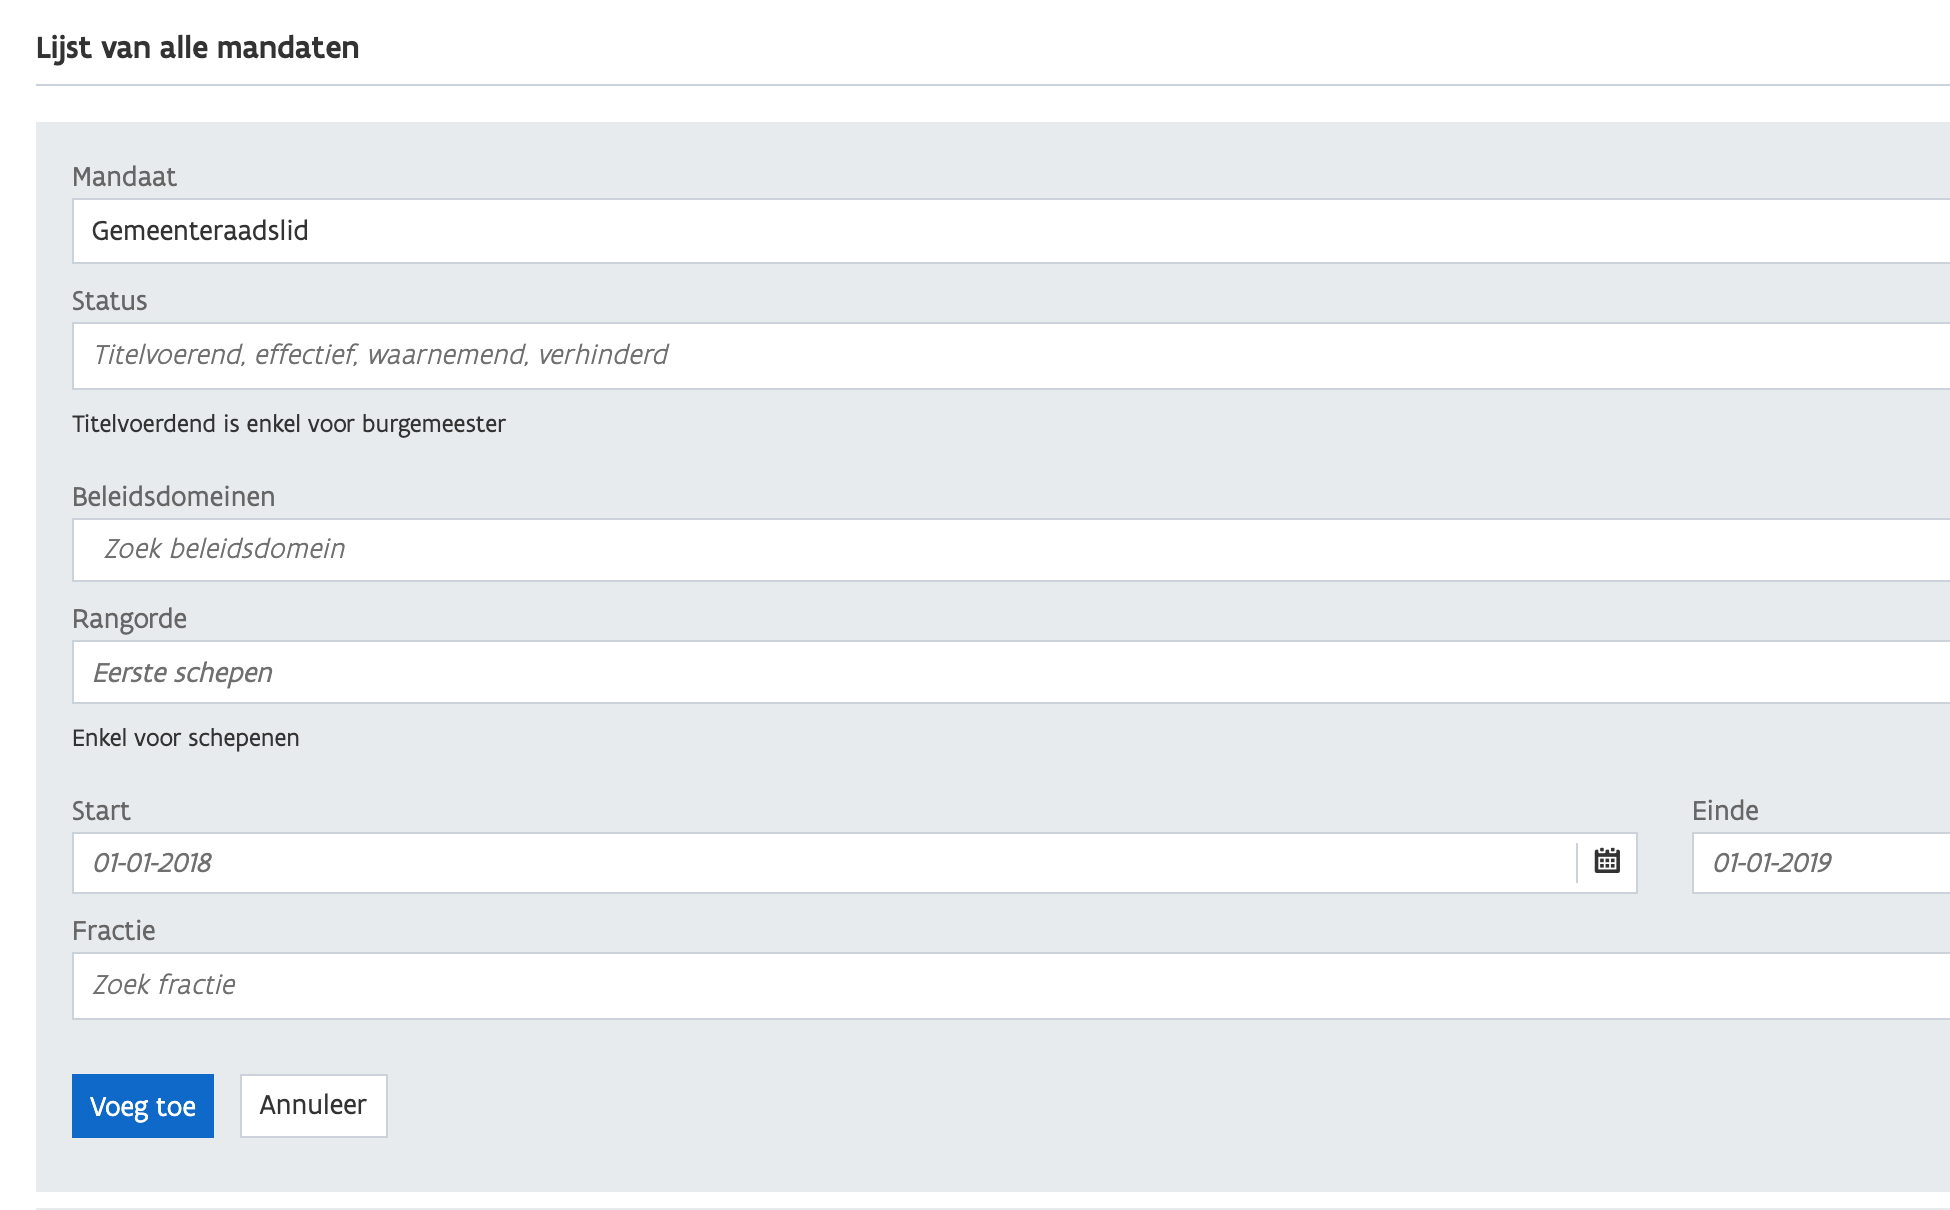 Lijst van alle mandaten
Mandaat
Gemeenteraadslid
Status
Titelvoerend, effectief, waarnemend, verhinderd
Titelvoerdend is enkel voor burgemeester
Beleidsdomeinen
Zoek beleidsdomein
Rangorde
Eerste schepen
Enkel voor schepenen
Start
Einde
01-01-2018
01-01-2019
Fractie
Zoek fractie
Voeg toe
Annuleer